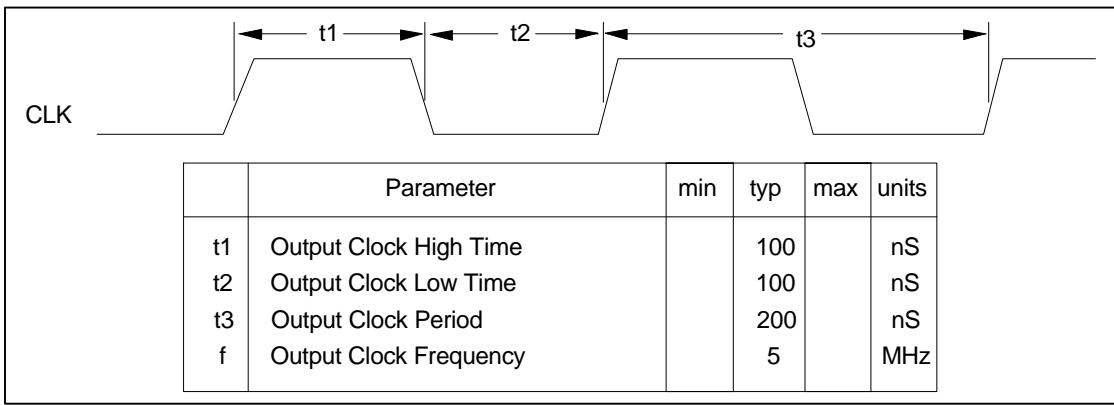 t1 t2 t3
CLK
Parameter min typ max units
t1 Output Clock High Time 100 nS
t2 Output Clock Low Time 100 nS
t3 Output Clock Period 200 nS
f Output Clock Frequency 5 MHz